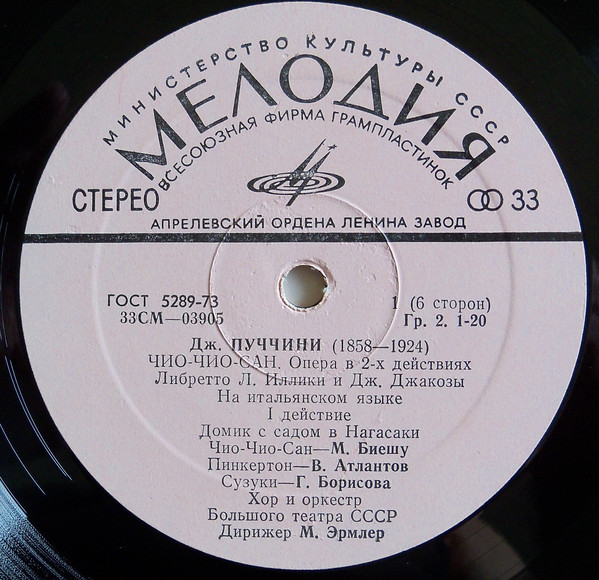 МИНИСТЕРСТВО КУЛЬТУРЫ СССР
МЕЛОДИЯ
ВСЕСОЮЗНАЯ ФИРМА ГРАМПЛАСТИНОК
СТЕРЕО
33
АПРЕЛЕВСКИЙ ОРДЕНА ЛЕНИНА ЗАВОД
ГОСТ 5289-73
1 (6 сторон)
33СМ—03905
Гр. 2. 1-20
Дж. ПУЧЧИНИ (1858—1924)
ЧИО-ЧИО-САН. Опера в 2-х действиях
Либретто Л. Иллики и Дж. Джакозы
На итальянском языке
I действие
Домик с садом в Нагасаки
Чио-Чио-Сан—М. Биешу
Пинкертон—В. Атлантов
Сузуки—Г. Борисова
Хор и оркестр
Большого театра СССР
Дирижер М. Эрмлер